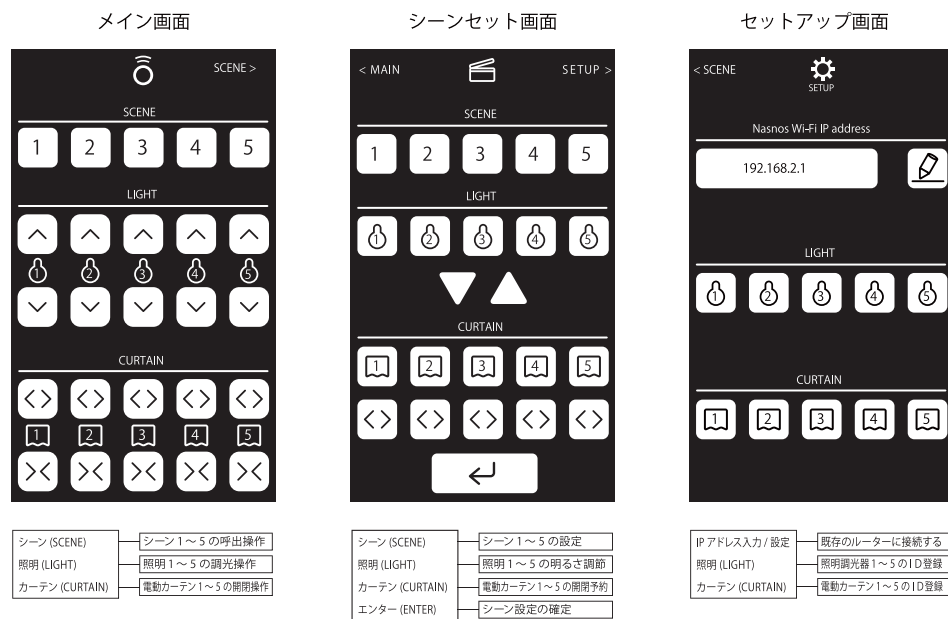 メイン画面
SCENE >
SCENE
1 2 3 4 5
LIGHT
1 2 3 4 5
CURTAIN
1 2 3 4 5
シーン (SCENE) シーン 1 ～ 5 の呼出操作
照明 (LIGHT) 照明 1 ～ 5 の調光操作
カーテン (CURTAIN) 電動カーテン 1 ～ 5 の開閉操作
シーンセット画面
< MAIN SETUP >
SCENE
1 2 3 4 5
LIGHT
1 2 3 4 5
CURTAIN
1 2 3 4 5
シーン (SCENE) シーン 1 ～ 5 の設定
照明 (LIGHT) 照明 1 ～ 5 の明るさ調節
カーテン (CURTAIN) 電動カーテン 1 ～ 5 の開閉予約
エンター (ENTER) シーン設定の確定
セットアップ画面
< SCENE
SETUP
Nasnos Wi-Fi IP address
192.168.2.1
LIGHT
1 2 3 4 5
CURTAIN
1 2 3 4 5
IP アドレス入力 / 設定 既存のルーターに接続する
照明 (LIGHT) 照明調光器 1 ～ 5 の I D 登録
カーテン (CURTAIN) 電動カーテン 1 ～ 5 の I D 登録